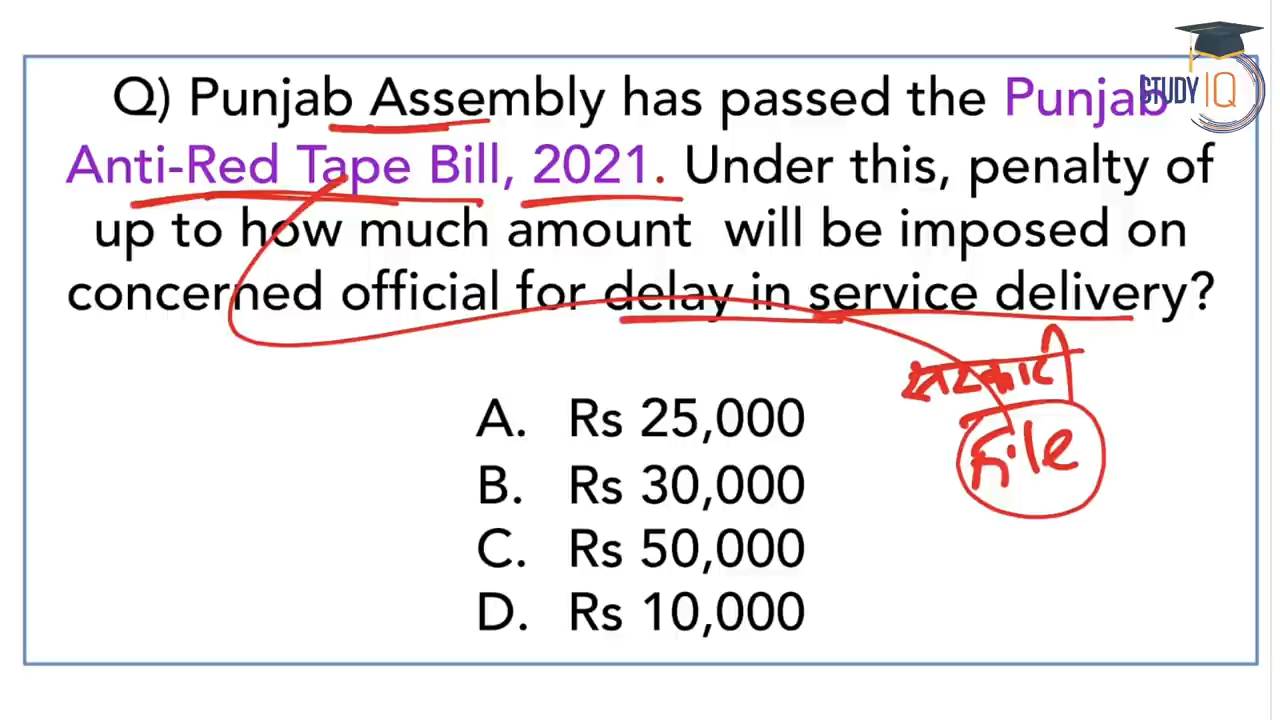 Q) Punjab Assembly has passed the Punjab
STUDY IQ
Anti-Red Tape Bill, 2021. Under this, penalty of
up to how much amount will be imposed on
concerned official for delay in service delivery?
सरकारी
File
A. Rs 25,000
B. Rs 30,000
C. Rs 50,000
D. Rs 10,000